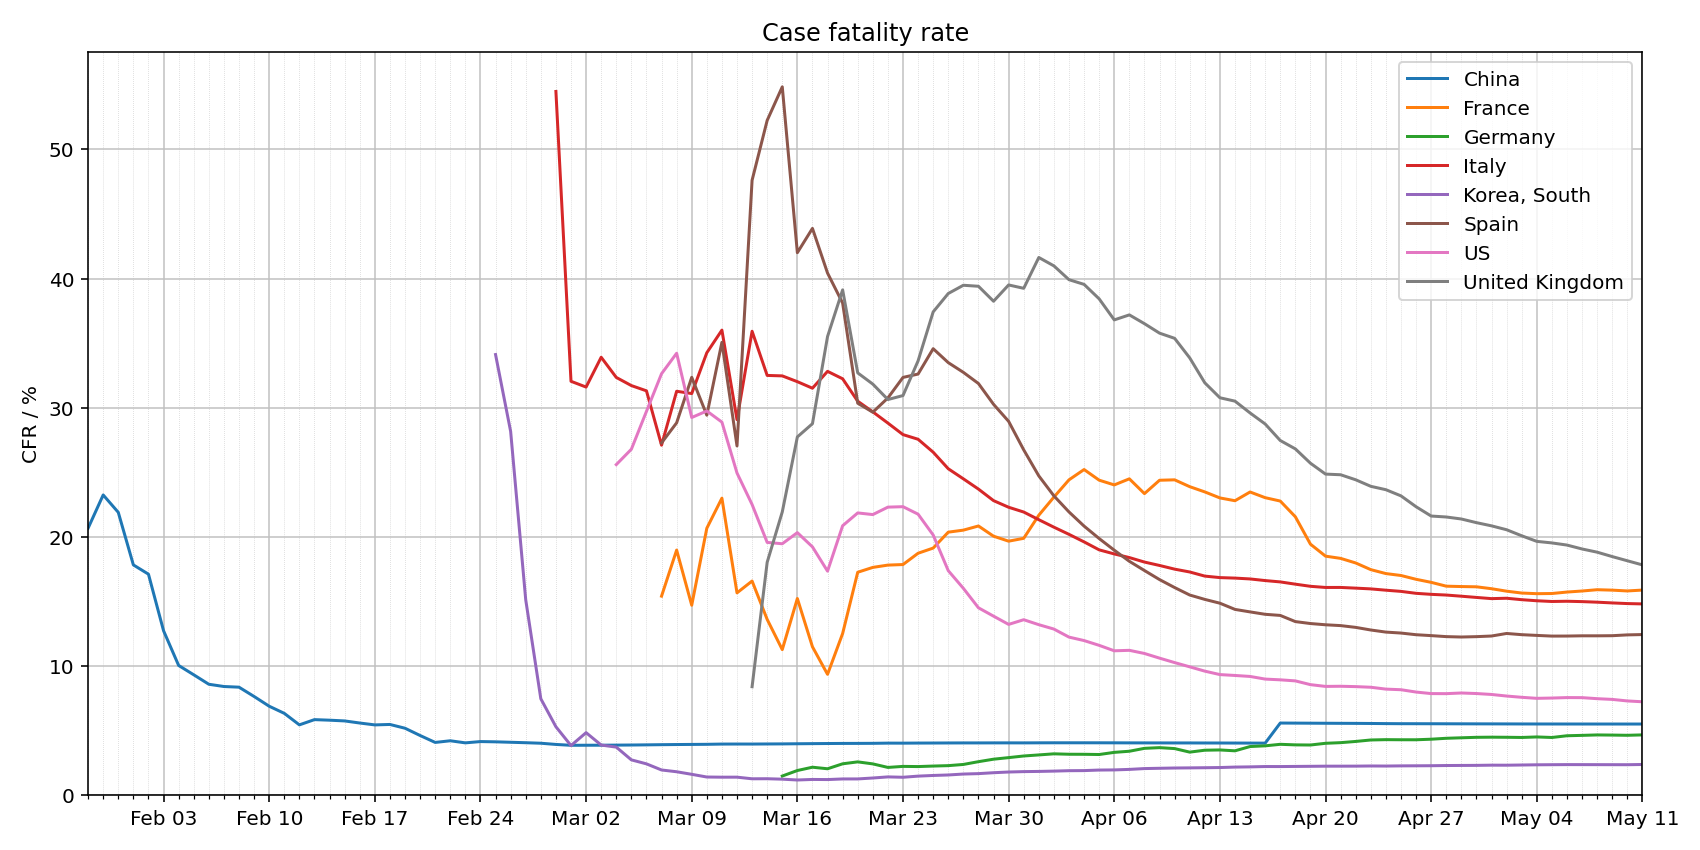 Case fatality rate
CFR / %
50
40
30
20
10
0
China
France
Germany
Italy
Korea, South
Spain
US
United Kingdom
Feb 03 Feb 10 Feb 17 Feb 24 Mar 02 Mar 09 Mar 16 Mar 23 Mar 30 Apr 06 Apr 13 Apr 20 Apr 27 May 04 May 11